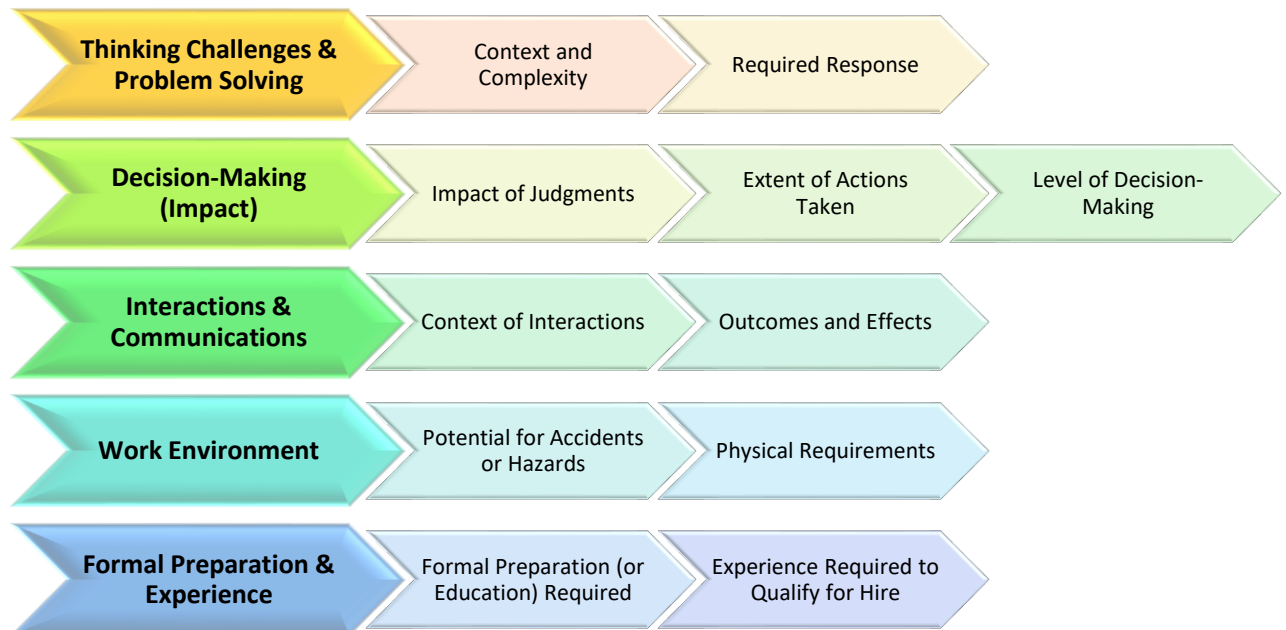 Thinking Challenges &
Problem Solving
Context and
Complexity
Required Response
Decision-Making
(Impact)
Impact of Judgments
Extent of Actions
Taken
Level of Decision-
Making
Interactions &
Communications
Context of Interactions
Outcomes and Effects
Work Environment
Potential for Accidents
or Hazards
Physical Requirements
Formal Preparation &
Experience
Formal Preparation (or
Education) Required
Experience Required to
Qualify for Hire